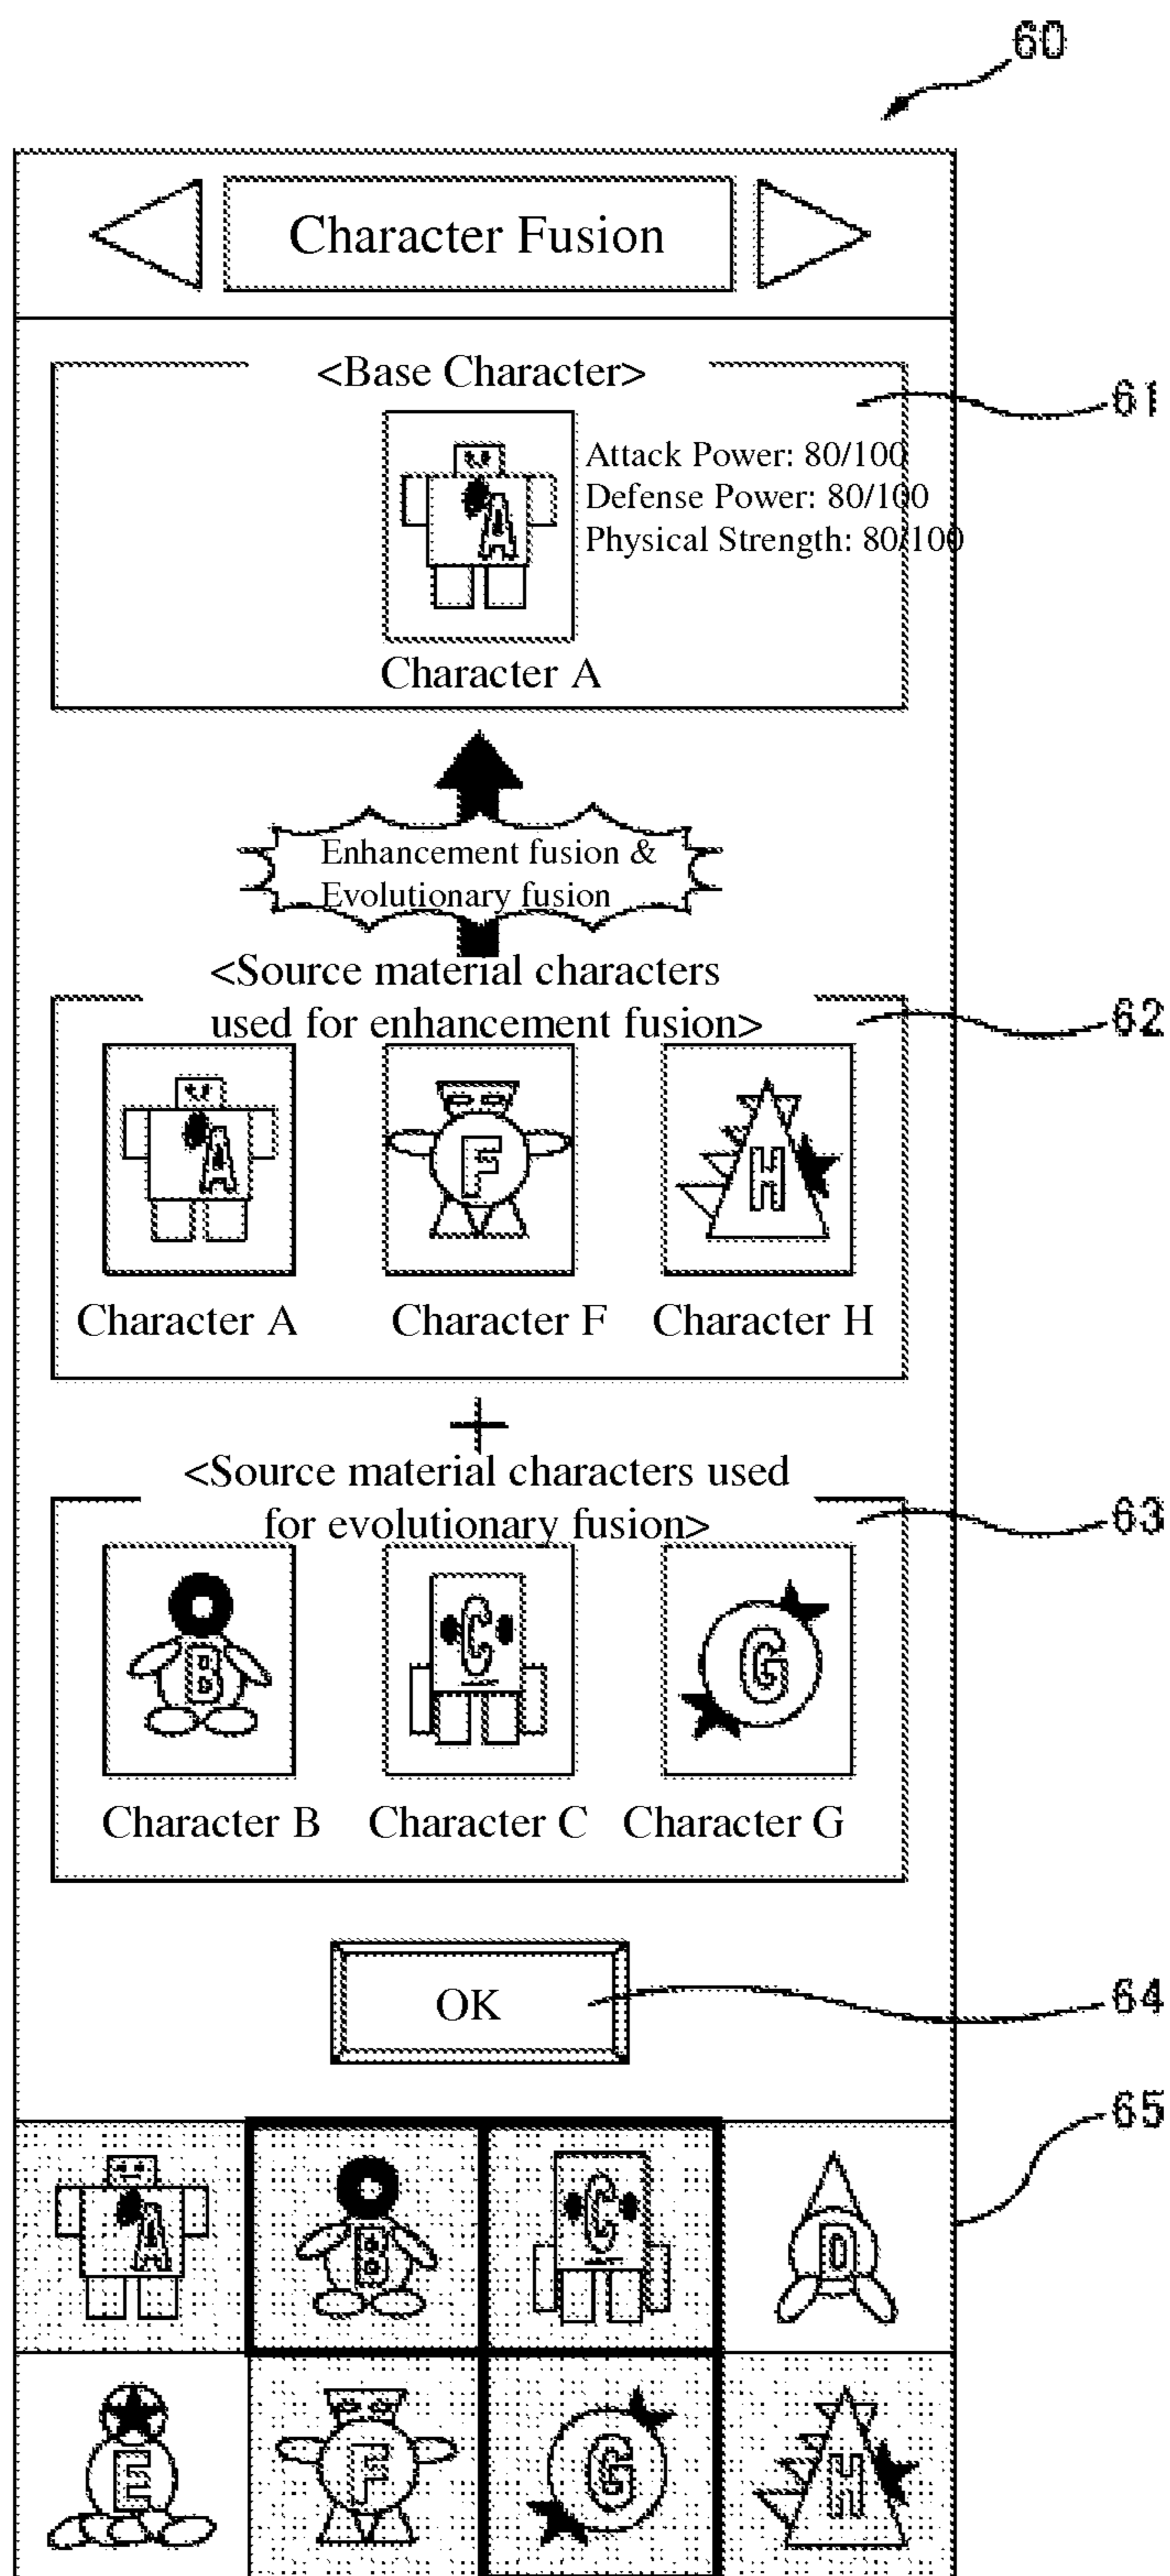 60
Character Fusion
<Base Character>
61
Attack Power: 80/100
Defense Power: 80/100
Physical Strength: 80/100
A
Character A
Enhancement fusion &
Evolutionary fusion
<Source material characters
used for enhancement fusion>
62
A F H
Character A Character F Character H
+
<Source material characters used
for evolutionary fusion>
63
B C G
Character B Character C Character G
OK
64
65
A B C D
E F G H